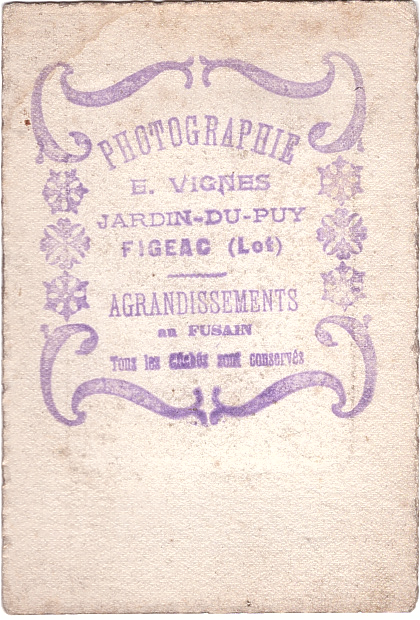 PHOTOGRAPHIE
E. VIGNES
JARDIN-DU-PUY
FIGEAC (Lot)
AGRANDISSEMENTS
au FUSAIN
Tous les Clichés sont conservés